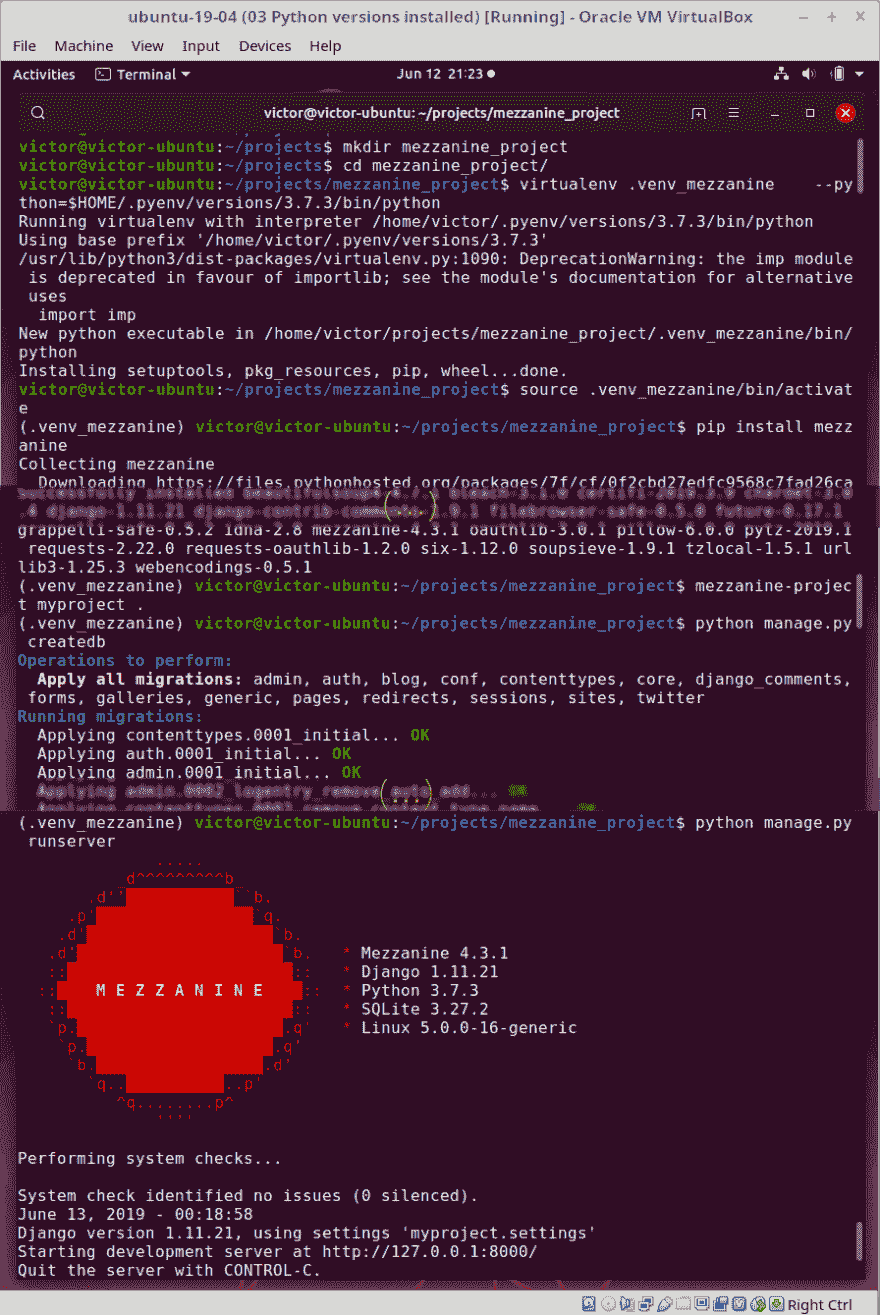 ubuntu-19-04 (03 Python versions installed) [Running] - Oracle VM VirtualBox
File Machine View Input Devices Help
Activities Terminal Jun 12 21:23
victor@victor-ubuntu: ~/projects/mezzanine_project
victor@victor-ubuntu:~/projects$ mkdir mezzanine_project
victor@victor-ubuntu:~/projects$ cd mezzanine_project/
victor@victor-ubuntu:~/projects/mezzanine_project$ virtualenv .venv_mezzanine    --py
thon=$HOME/.pyenv/versions/3.7.3/bin/python
Running virtualenv with interpreter /home/victor/.pyenv/versions/3.7.3/bin/python
Using base prefix '/home/victor/.pyenv/versions/3.7.3'
/usr/lib/python3/dist-packages/virtualenv.py:1090: DeprecationWarning: the imp module
 is deprecated in favour of importlib; see the module's documentation for alternative
 uses
  import imp
New python executable in /home/victor/projects/mezzanine_project/.venv_mezzanine/bin/
python
Installing setuptools, pkg_resources, pip, wheel...done.
victor@victor-ubuntu:~/projects/mezzanine_project$ source .venv_mezzanine/bin/activat
e
(.venv_mezzanine) victor@victor-ubuntu:~/projects/mezzanine_project$ pip install mezz
anine
Collecting mezzanine
  Downloading https://files.pythonhosted.org/packages/7f/cf/0f2cbd27edfc9568c7fad26ca
(...)
grappelli-safe-0.5.2 idna-2.8 mezzanine-4.3.1 oauthlib-3.0.1 pillow-6.0.0 pytz-2019.1
 requests-2.22.0 requests-oauthlib-1.2.0 six-1.12.0 soupsieve-1.9.1 tzlocal-1.5.1 url
lib3-1.25.3 webencodings-0.5.1
(.venv_mezzanine) victor@victor-ubuntu:~/projects/mezzanine_project$ mezzanine-projec
t myproject .
(.venv_mezzanine) victor@victor-ubuntu:~/projects/mezzanine_project$ python manage.py
 createdb
Operations to perform:
  Apply all migrations: admin, auth, blog, conf, contenttypes, core, django_comments,
 forms, galleries, generic, pages, redirects, sessions, sites, twitter
Running migrations:
  Applying contenttypes.0001_initial... OK
  Applying auth.0001_initial... OK
  Applying admin.0001_initial... OK
(...)
(.venv_mezzanine) victor@victor-ubuntu:~/projects/mezzanine_project$ python manage.py
 runserver
* Mezzanine 4.3.1
* Django 1.11.21
M E Z Z A N I N E * Python 3.7.3
* SQLite 3.27.2
* Linux 5.0.0-16-generic
Performing system checks...
System check identified no issues (0 silenced).
June 13, 2019 - 00:18:58
Django version 1.11.21, using settings 'myproject.settings'
Starting development server at http://127.0.0.1:8000/
Quit the server with CONTROL-C.
Right Ctrl